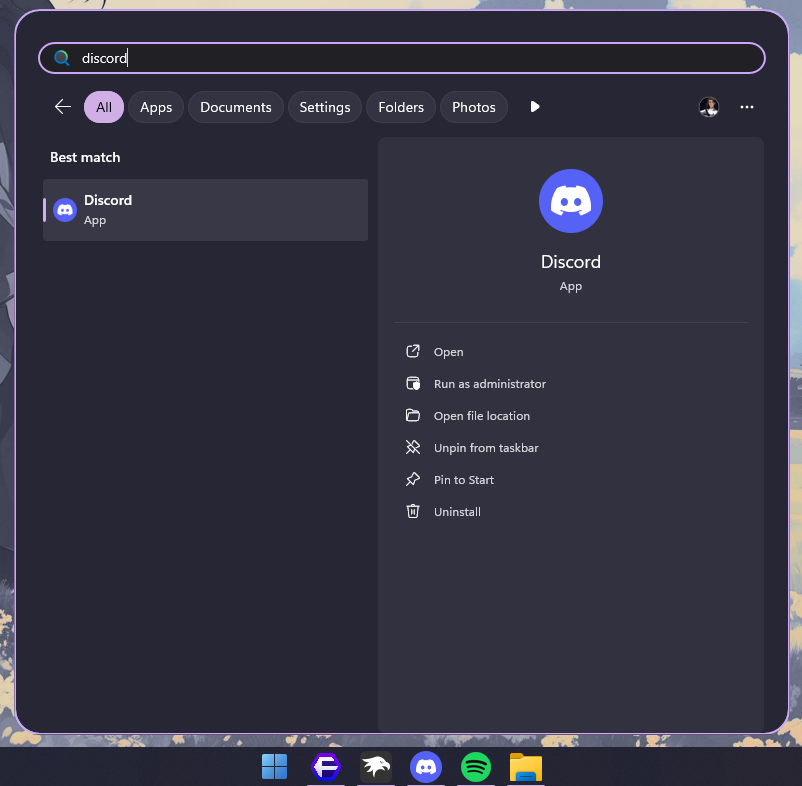 discord
All Apps Documents Settings Folders Photos
Best match
Discord
App
Discord
App
Open
Run as administrator
Open file location
Unpin from taskbar
Pin to Start
Uninstall